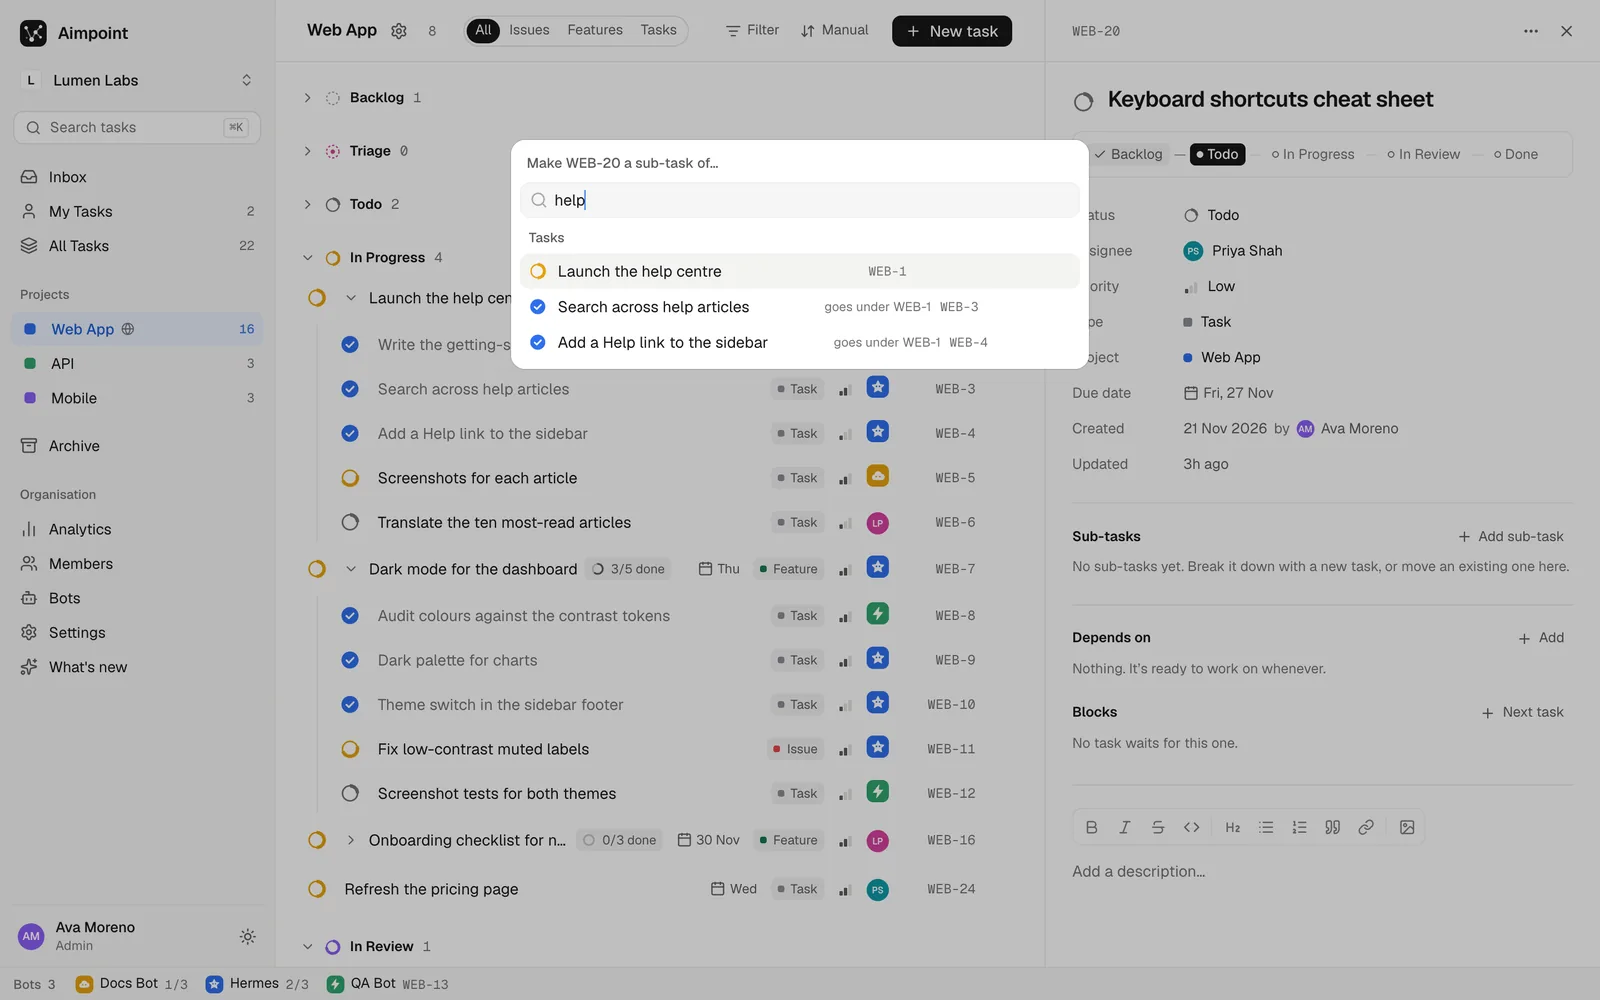 Aimpoint
L Lumen Labs
Search tasks ⌘K
Inbox
My Tasks 2
All Tasks 22
Projects
Web App 16
API 3
Mobile 3
Archive
Organisation
Analytics
Members
Bots
Settings
What's new
AM Ava Moreno
Admin
Web App 8 All Issues Features Tasks Filter Manual + New task
Backlog 1
Triage 0
Todo 2
In Progress 4
Launch the help cen
Write the getting-s
Search across help articles Task WEB-3
Add a Help link to the sidebar Task WEB-4
Screenshots for each article Task WEB-5
Translate the ten most-read articles Task LP WEB-6
Dark mode for the dashboard 3/5 done Thu Feature WEB-7
Audit colours against the contrast tokens Task WEB-8
Dark palette for charts Task WEB-9
Theme switch in the sidebar footer Task WEB-10
Fix low-contrast muted labels Issue WEB-11
Screenshot tests for both themes Task WEB-12
Onboarding checklist for n... 0/3 done 30 Nov Feature LP WEB-16
Refresh the pricing page Wed Task PS WEB-24
In Review 1
Make WEB-20 a sub-task of...
help
Tasks
Launch the help centre WEB-1
Search across help articles goes under WEB-1 WEB-3
Add a Help link to the sidebar goes under WEB-1 WEB-4
WEB-20
Keyboard shortcuts cheat sheet
Backlog Todo In Progress In Review Done
atus Todo
signee PS Priya Shah
ority Low
pe Task
oject Web App
Due date Fri, 27 Nov
Created 21 Nov 2026 by AM Ava Moreno
Updated 3h ago
Sub-tasks + Add sub-task
No sub-tasks yet. Break it down with a new task, or move an existing one here.
Depends on + Add
Nothing. It's ready to work on whenever.
Blocks + Next task
No task waits for this one.
B I S <> H2
Add a description...
Bots 3 Docs Bot 1/3 Hermes 2/3 QA Bot WEB-13